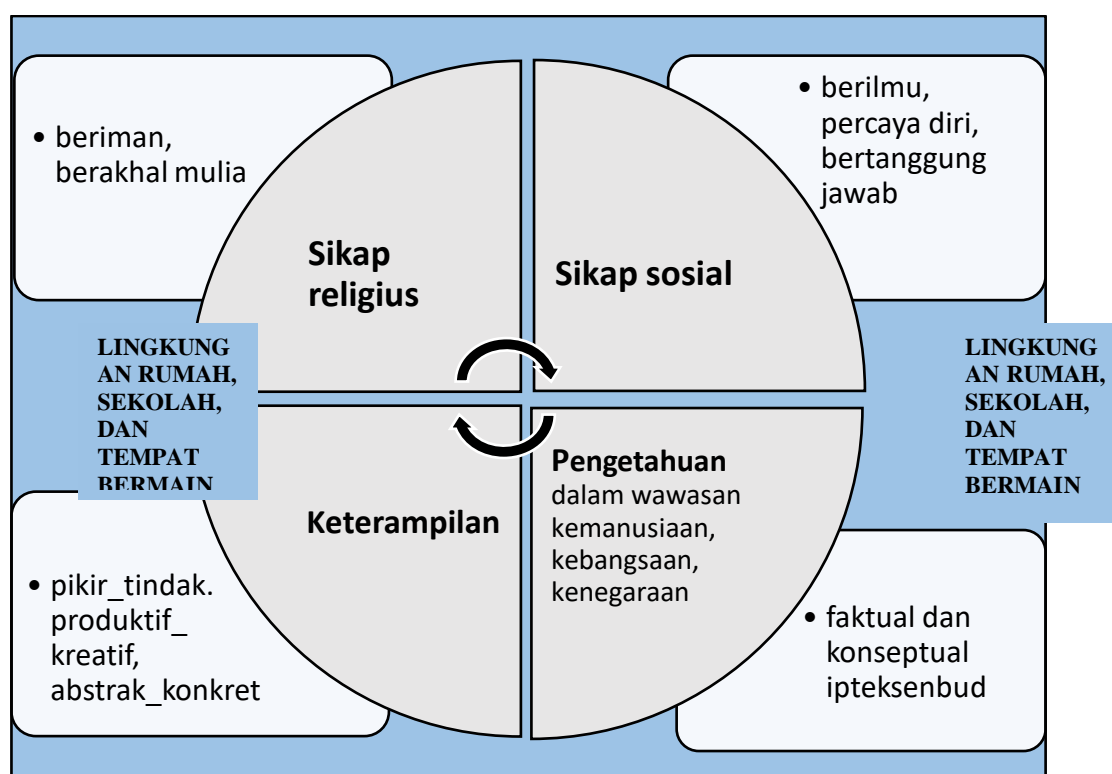 • beriman,
berakhal mulia
• berilmu,
percaya diri,
bertanggung
jawab
Sikap
religius
Sikap sosial
LINGKUNG
AN RUMAH,
SEKOLAH,
DAN
TEMPAT
BERMAIN
LINGKUNG
AN RUMAH,
SEKOLAH,
DAN
TEMPAT
BERMAIN
Keterampilan
Pengetahuan
dalam wawasan
kemanusiaan,
kebangsaan,
kenegaraan
• pikir_tindak.
produktif_
kreatif,
abstrak_konkret
• faktual dan
konseptual
ipteksenbud